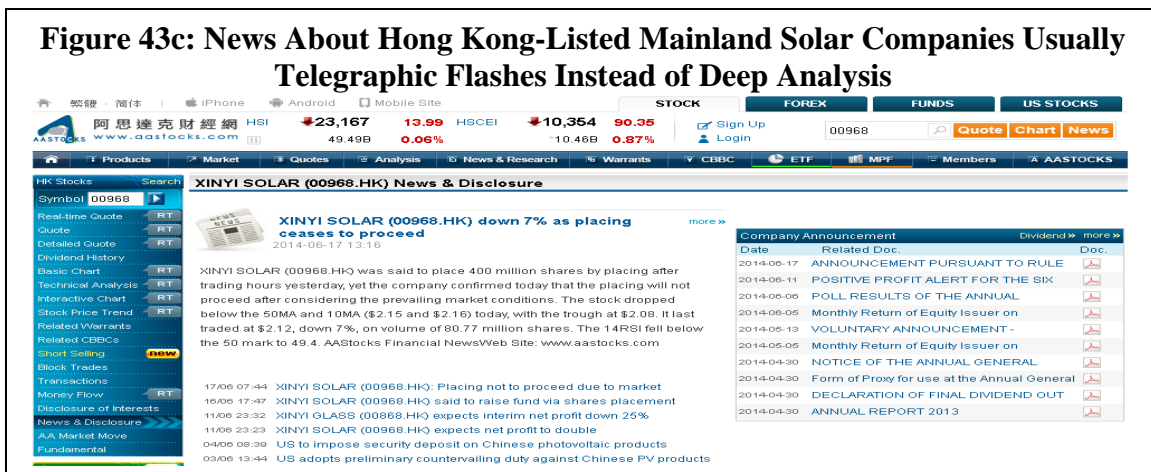 Figure 43c: News About Hong Kong-Listed Mainland Solar Companies Usually
Telegraphic Flashes Instead of Deep Analysis
繁體 · 简体 | iPhone Android Mobile Site
STOCK FOREX FUNDS US STOCKS
AASTOCKS 阿思達克財經網
www.aastocks.com
HSI 23,167 13.99 HSCEI 10,354 90.35
49.49B 0.06% 10.46B 0.87%
Sign Up
Login
00968 Quote Chart News
Products Market Quotes Analysis News & Research Warrants CBBC ETF MPF Members AASTOCKS
HK Stocks Search
Symbol 00968
Real-time Quote RT
Quote RT
Detailed Quote RT
Dividend History
Basic Chart RT
Technical Analysis RT
Interactive Chart RT
Stock Price Trend RT
Related Warrants
Related CBBCs
Short Selling new
Block Trades
Transactions
Money Flow RT
Disclosure of Interests
News & Disclosure
AA Market Move
Fundamental
XINYI SOLAR (00968.HK) News & Disclosure
NEWS
NEWS
XINYI SOLAR (00968.HK) down 7% as placing more »
ceases to proceed
2014-06-17 13:16
XINYI SOLAR (00968.HK) was said to place 400 million shares by placing after
trading hours yesterday, yet the company confirmed today that the placing will not
proceed after considering the prevailing market conditions. The stock dropped
below the 50MA and 10MA ($2.15 and $2.16) today, with the trough at $2.08. It last
traded at $2.12, down 7%, on volume of 80.77 million shares. The 14RSI fell below
the 50 mark to 49.4. AAStocks Financial NewsWeb Site: www.aastocks.com
17/06 07:44 XINYI SOLAR (00968.HK): Placing not to proceed due to market
16/06 17:47 XINYI SOLAR (00968.HK) said to raise fund via shares placement
11/06 23:32 XINYI GLASS (00868.HK) expects interim net profit down 25%
11/06 23:23 XINYI SOLAR (00968.HK) expects net profit to double
04/06 08:39 US to impose security deposit on Chinese photovoltaic products
03/06 13:44 US adopts preliminary countervailing duty against Chinese PV products
Company Announcement Dividend » more »
Date Related Doc. Doc.
2014-06-17 ANNOUNCEMENT PURSUANT TO RULE
2014-06-11 POSITIVE PROFIT ALERT FOR THE SIX
2014-06-06 POLL RESULTS OF THE ANNUAL
2014-06-05 Monthly Return of Equity Issuer on
2014-05-13 VOLUNTARY ANNOUNCEMENT -
2014-05-05 Monthly Return of Equity Issuer on
2014-04-30 NOTICE OF THE ANNUAL GENERAL
2014-04-30 Form of Proxy for use at the Annual General
2014-04-30 DECLARATION OF FINAL DIVIDEND OUT
2014-04-30 ANNUAL REPORT 2013